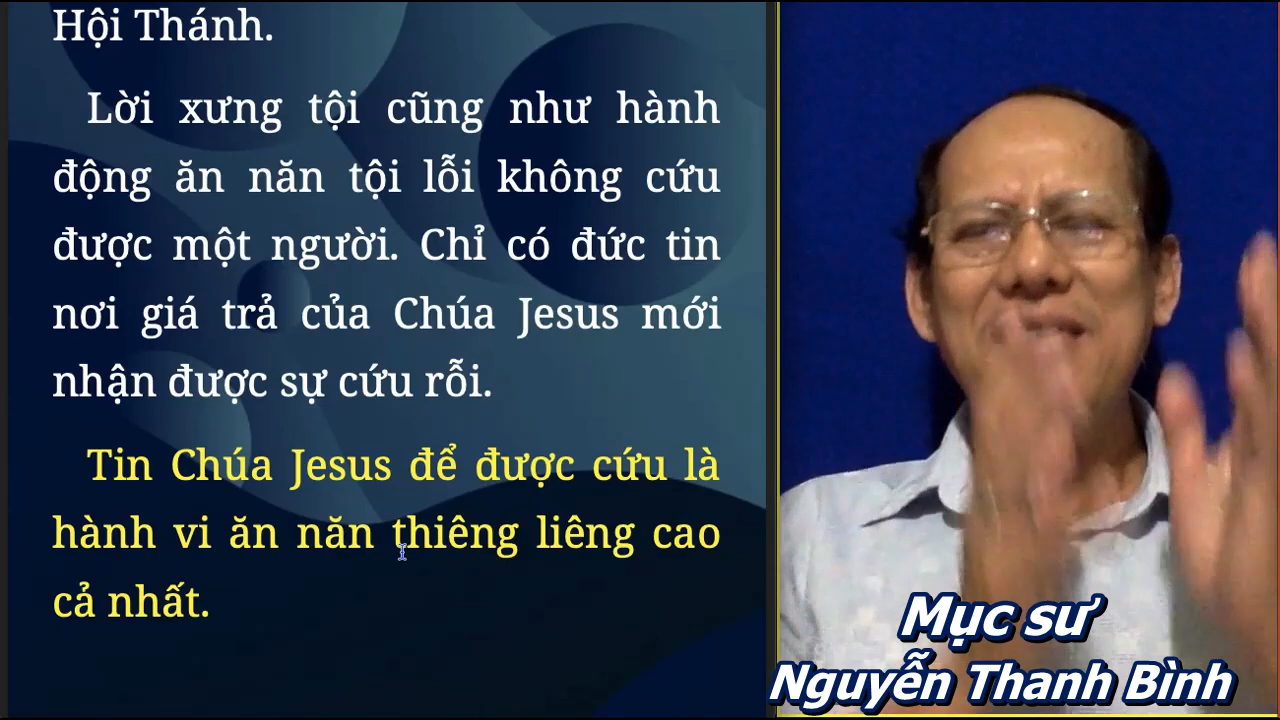 Hội Thánh.
Lời xưng tội cũng như hành
động ăn năn tội lỗi không cứu
được một người. Chỉ có đức tin
nơi giá trả của Chúa Jesus mới
nhận được sự cứu rỗi.
Tin Chúa Jesus để được cứu là
hành vi ăn năn thiêng liêng cao
cả nhất.
Mục sư
Nguyễn Thanh Bình